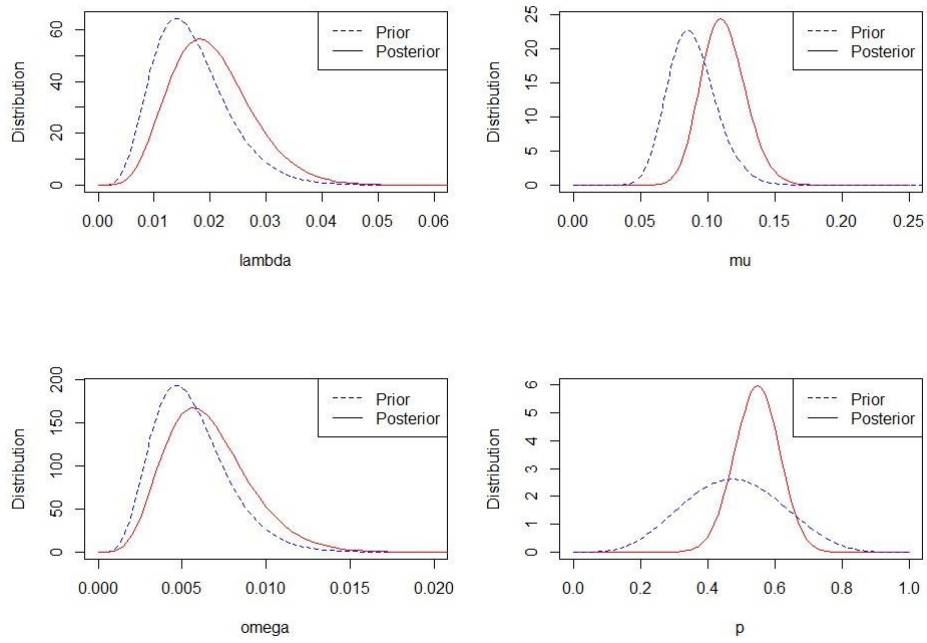 Prior
Posterior
Distribution
0 20 40 60
0.00 0.01 0.02 0.03 0.04 0.05 0.06
lambda
Prior
Posterior
Distribution
0 5 10 15 20 25
0.00 0.05 0.10 0.15 0.20 0.25
mu
Prior
Posterior
Distribution
0 50 100 150 200
0.000 0.005 0.010 0.015 0.020
omega
Prior
Posterior
Distribution
0 1 2 3 4 5 6
0.0 0.2 0.4 0.6 0.8 1.0
p